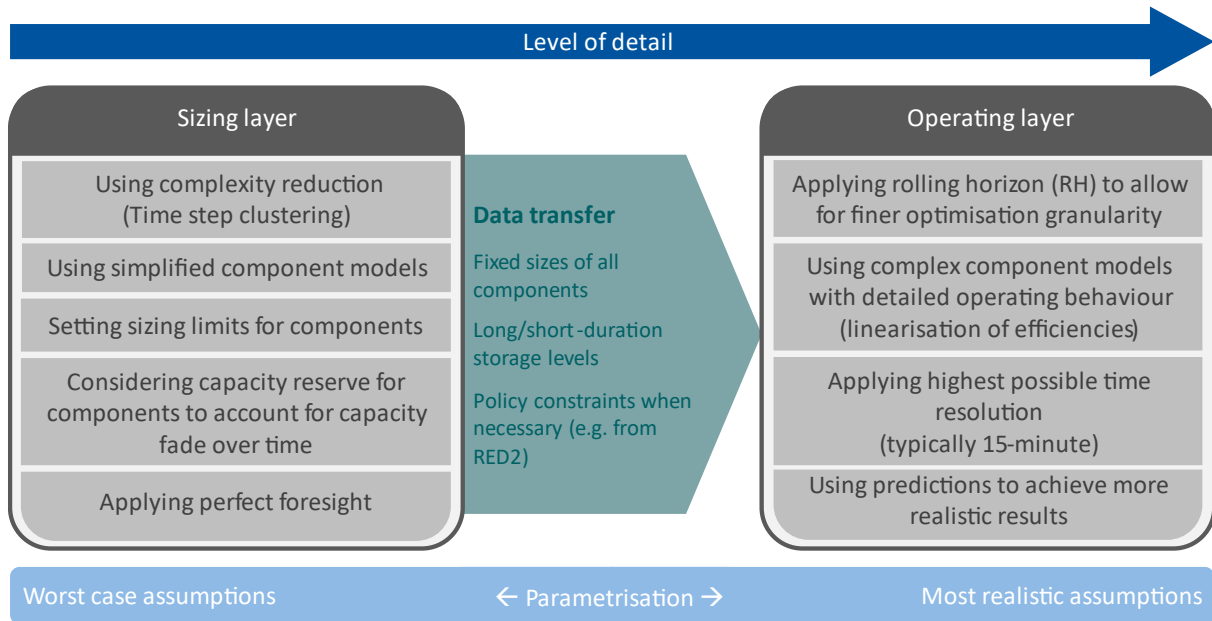 Level of detail
Sizing layer
Using complexity reduction
(Time step clustering)
Using simplified component models
Setting sizing limits for components
Considering capacity reserve for
components to account for capacity
fade over time
Applying perfect foresight
Data transfer
Fixed sizes of all
components
Long/short-duration
storage levels
Policy constraints when
necessary (e.g. from
RED2)
Operating layer
Applying rolling horizon (RH) to allow
for finer optimisation granularity
Using complex component models
with detailed operating behaviour
(linearisation of efficiencies)
Applying highest possible time
resolution
(typically 15-minute)
Using predictions to achieve more
realistic results
Worst case assumptions
← Parametrisation →
Most realistic assumptions